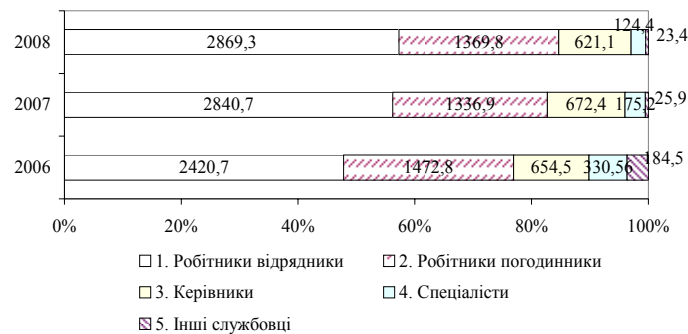 2008 2869,3 1369,8 621,1 124,4 23,4
2007 2840,7 1336,9 672,4 175,2 25,9
2006 2420,7 1472,8 654,5 330,56 184,5
0% 20% 40% 60% 80% 100%
1. Робітники відрядники 2. Робітники погодинники
3. Керівники 4. Спеціалісти
5. Інші службовці